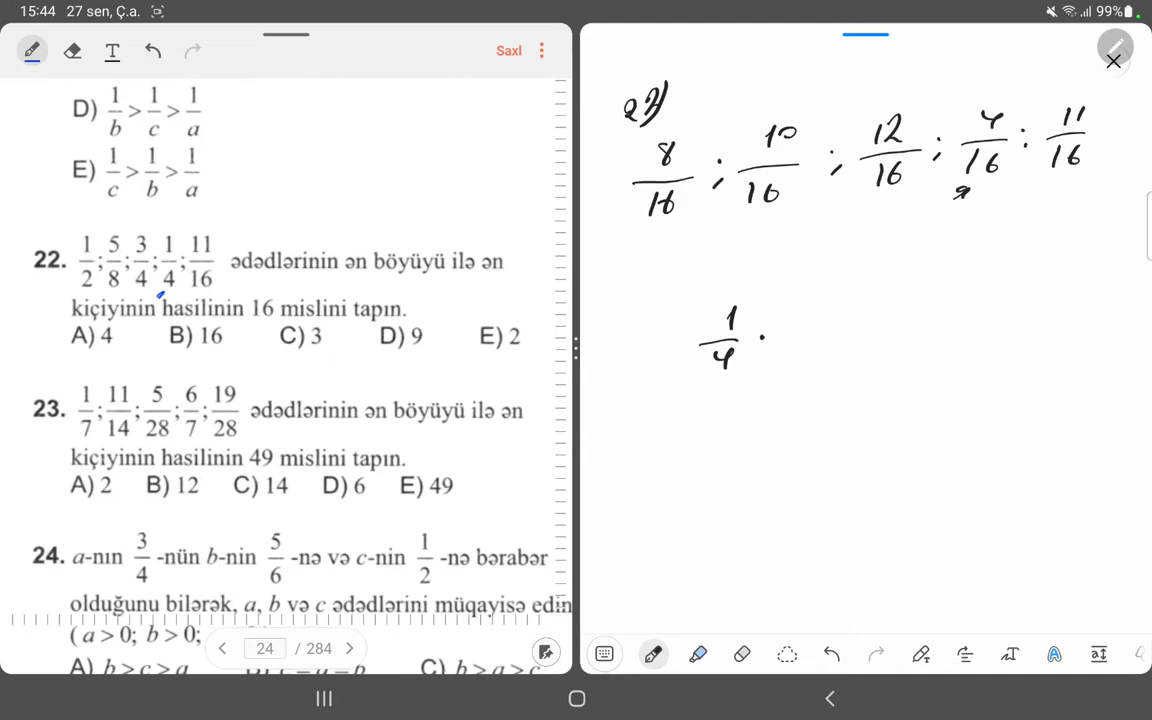 15:44 27 sen, Ç.a. 99%
Saxl
D) 1/b > 1/c > 1/a
E) 1/c > 1/b > 1/a
22. 1/2; 5/8; 3/4; 1/4; 11/16 ədədlərinin ən böyüyü ilə ən
kiçiyinin hasilinin 16 mislini tapın.
A) 4 B) 16 C) 3 D) 9 E) 2
23. 1/7; 11/14; 5/28; 6/7; 19/28 ədədlərinin ən böyüyü ilə ən
kiçiyinin hasilinin 49 mislini tapın.
A) 2 B) 12 C) 14 D) 6 E) 49
24. a-nın 3/4 -nün b-nin 5/6 -nə və c-nin 1/2 -nə bərabər
olduğunu bilərək, a, b və c ədədlərini müqayisə edin
( a > 0; b > 0;
24 / 284
A) b > c > a C) b > a > c
22)
8/16 ; 10/16 ; 12/16 ; 4/16 ; 11/16
1/4 ·